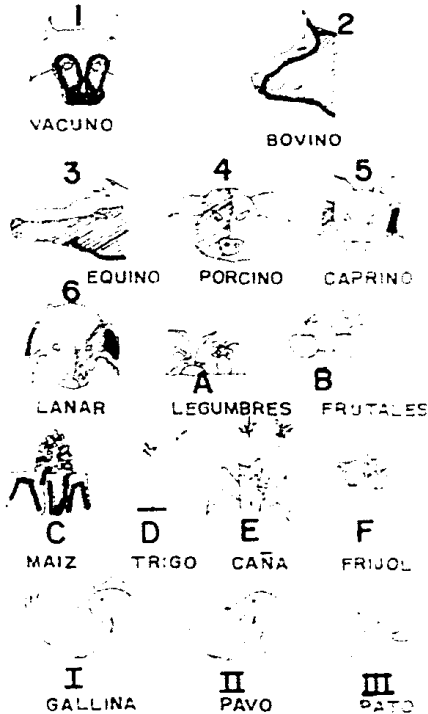 1
2
VACUNO
BOVINO
3 4 5
EQUINO PORCINO CAPRINO
6
A B
LANAR LEGUMBRES FRUTALES
C D E F
MAIZ TRIGO CAÑA FRIJOL
I II III
GALLINA PAVO PATO